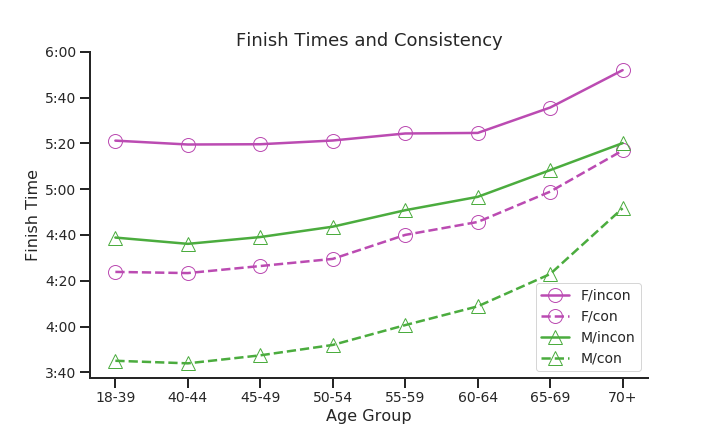 Finish Times and Consistency
Finish Time
6:00
5:40
5:20
5:00
4:40
4:20
4:00
3:40
F/incon
F/con
M/incon
M/con
18-39 40-44 45-49 50-54 55-59 60-64 65-69 70+
Age Group